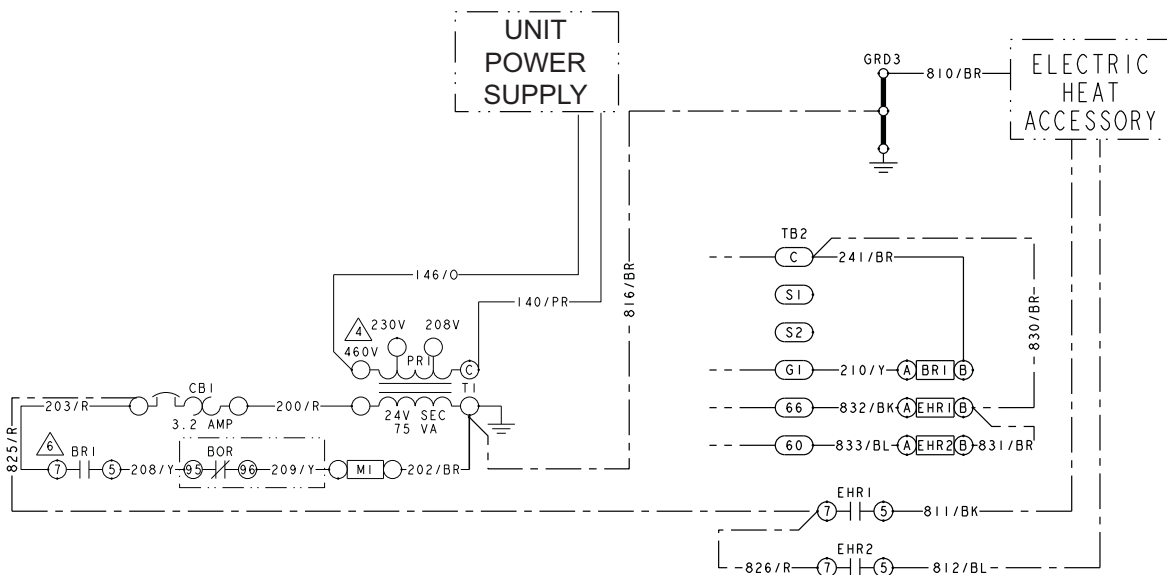 UNIT
POWER
SUPPLY
GRD3
810/BR
ELECTRIC
HEAT
ACCESSORY
146/O
140/PR
816/BR
TB2
C
241/BR
830/BR
S1
S2
4
230V
208V
460V
PRI
C
G1
210/Y
A
BR1
B
T1
CB1
203/R
200/R
24V SEC
75 VA
3.2 AMP
66
832/BK
A
EHR1
B
825/R
60
833/BL
A
EHR2
B
831/BR
6
BR1
BOR
7
5
208/Y
95
96
209/Y
M1
202/BR
EHR1
7
5
811/BK
EHR2
826/R
7
5
812/BL